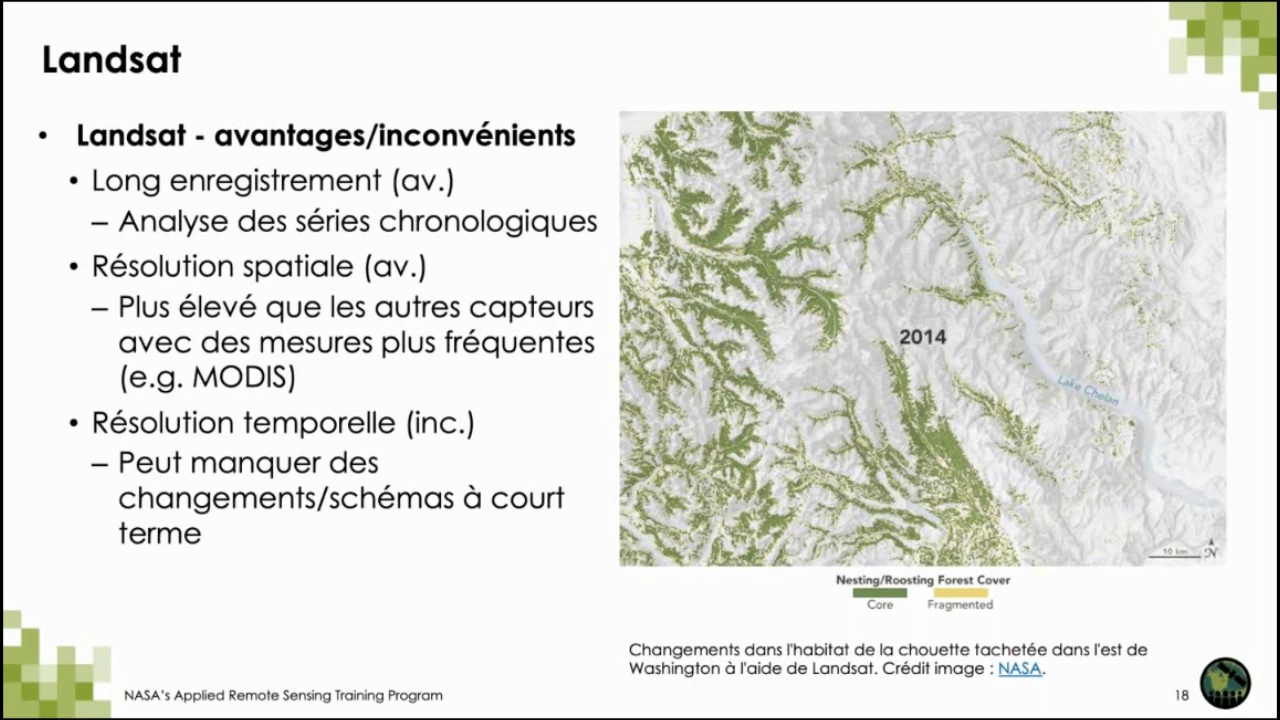 Landsat
• Landsat - avantages/inconvénients
• Long enregistrement (av.)
– Analyse des séries chronologiques
• Résolution spatiale (av.)
– Plus élevé que les autres capteurs
avec des mesures plus fréquentes
(e.g. MODIS)
• Résolution temporelle (inc.)
– Peut manquer des
changements/schémas à court
terme
2014
Lake Chelan
10 km
N
Nesting/Roosting Forest Cover
Core Fragmented
Changements dans l'habitat de la chouette tachetée dans l'est de
Washington à l'aide de Landsat. Crédit image : NASA.
NASA's Applied Remote Sensing Training Program
18